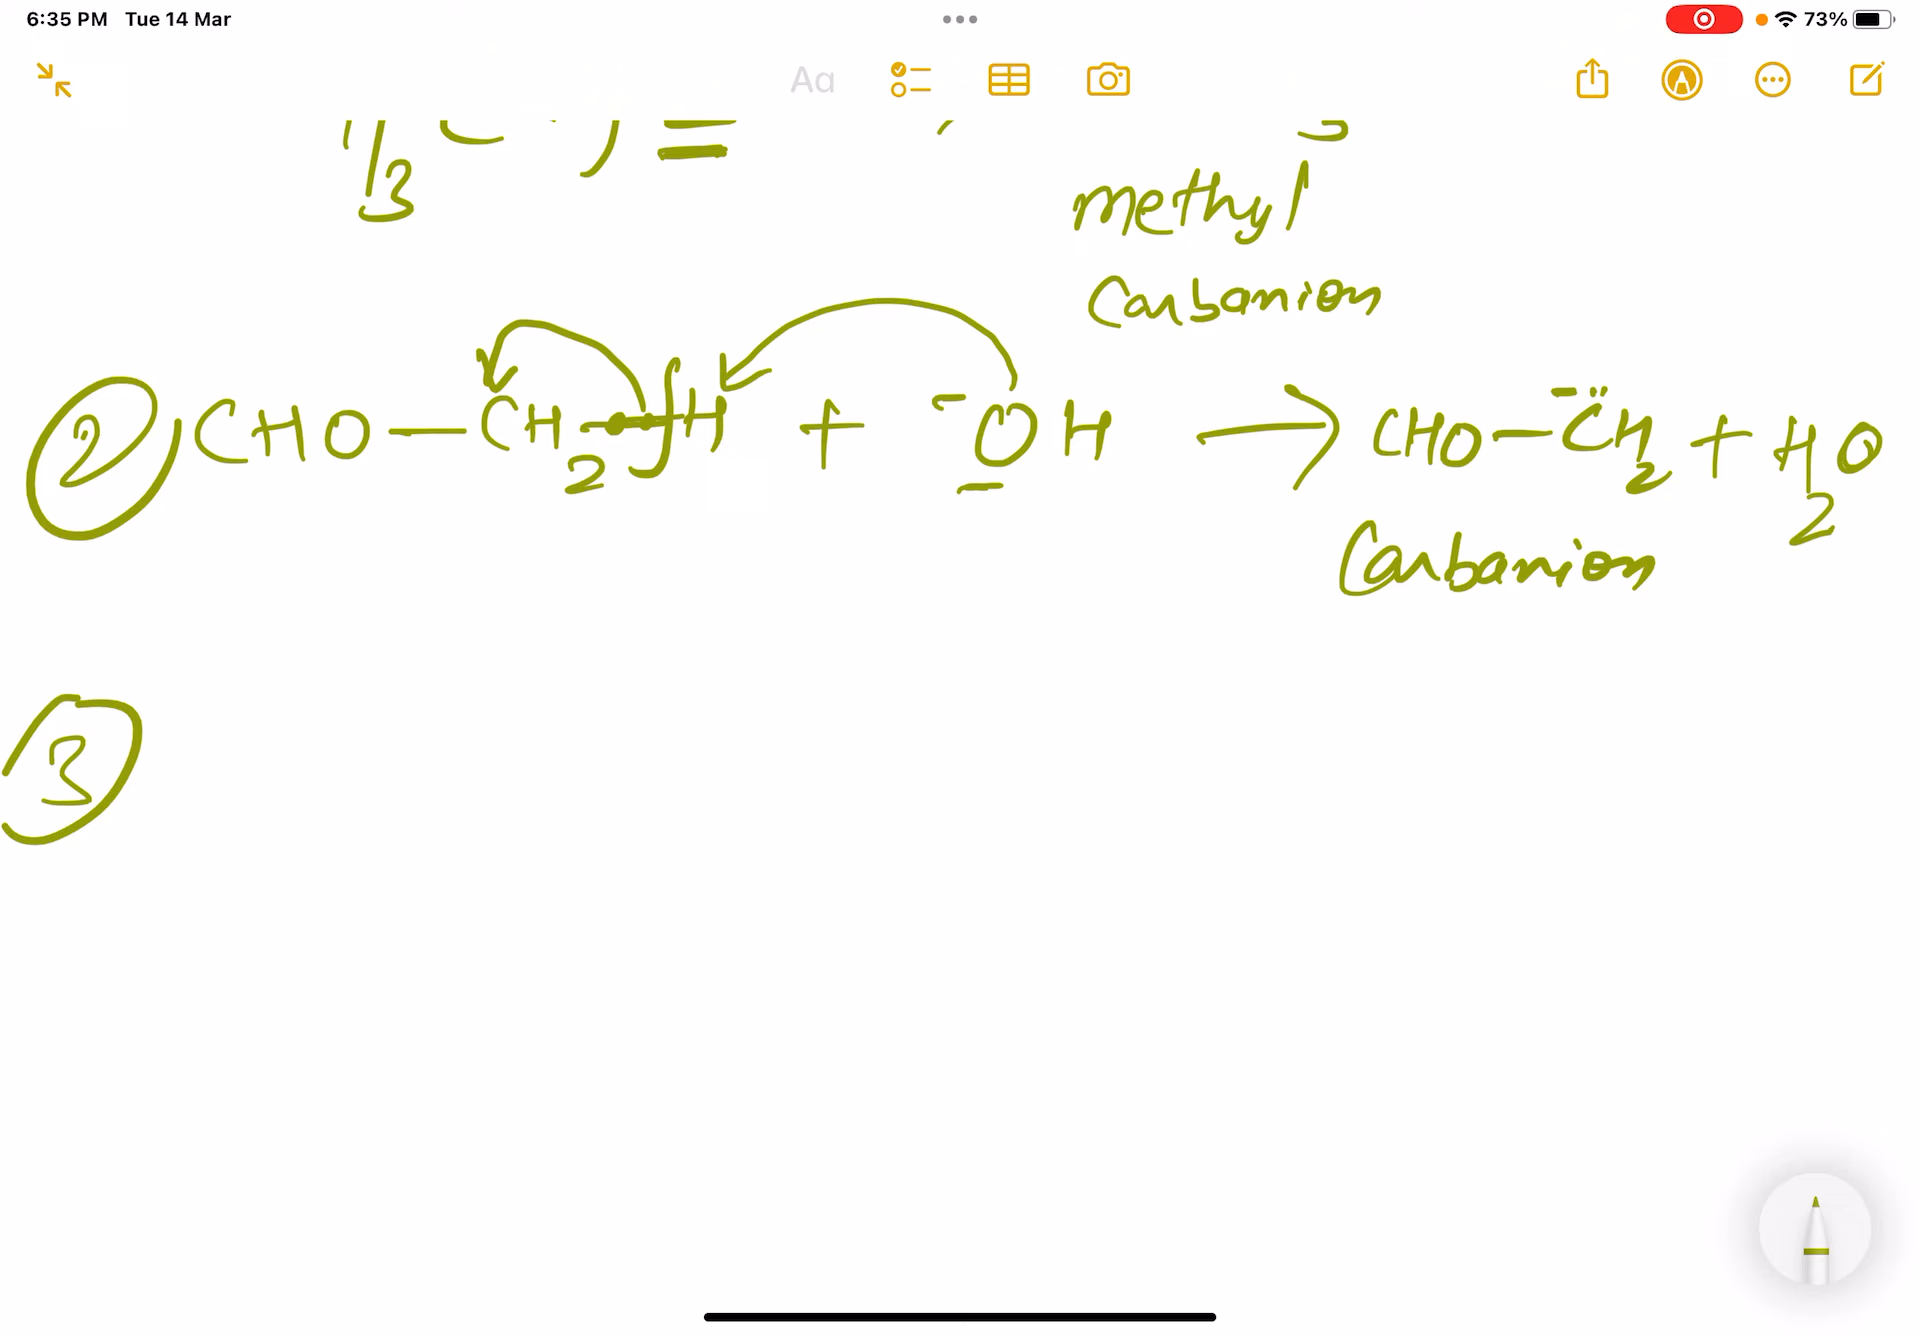 6:35 PM Tue 14 Mar
73%
Aa
3
methyl
Carbanion
2 CHO — CH2 — H + ⁻OH → CHO — ⁻C̈H2 + H2O
Carbanion
3